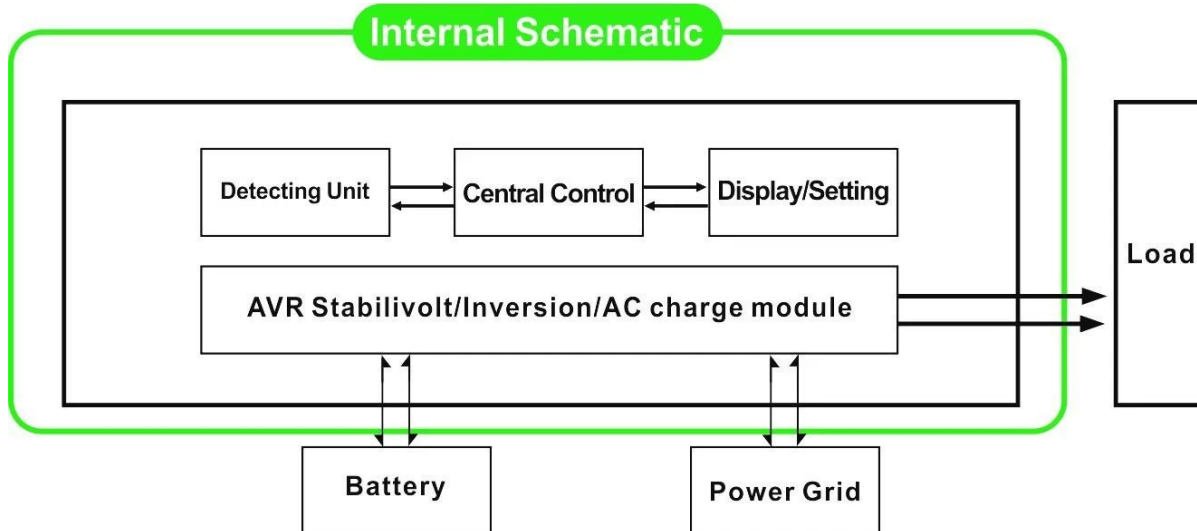 Internal Schematic
Detecting Unit
Central Control
Display/Setting
Load
AVR Stabilivolt/Inversion/AC charge module
Battery
Power Grid